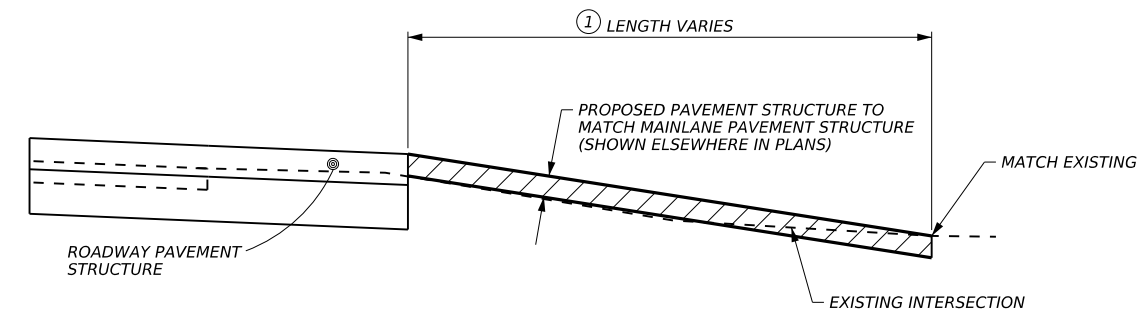 1 LENGTH VARIES
PROPOSED PAVEMENT STRUCTURE TO
MATCH MAINLANE PAVEMENT STRUCTURE
(SHOWN ELSEWHERE IN PLANS)
MATCH EXISTING
ROADWAY PAVEMENT
STRUCTURE
EXISTING INTERSECTION